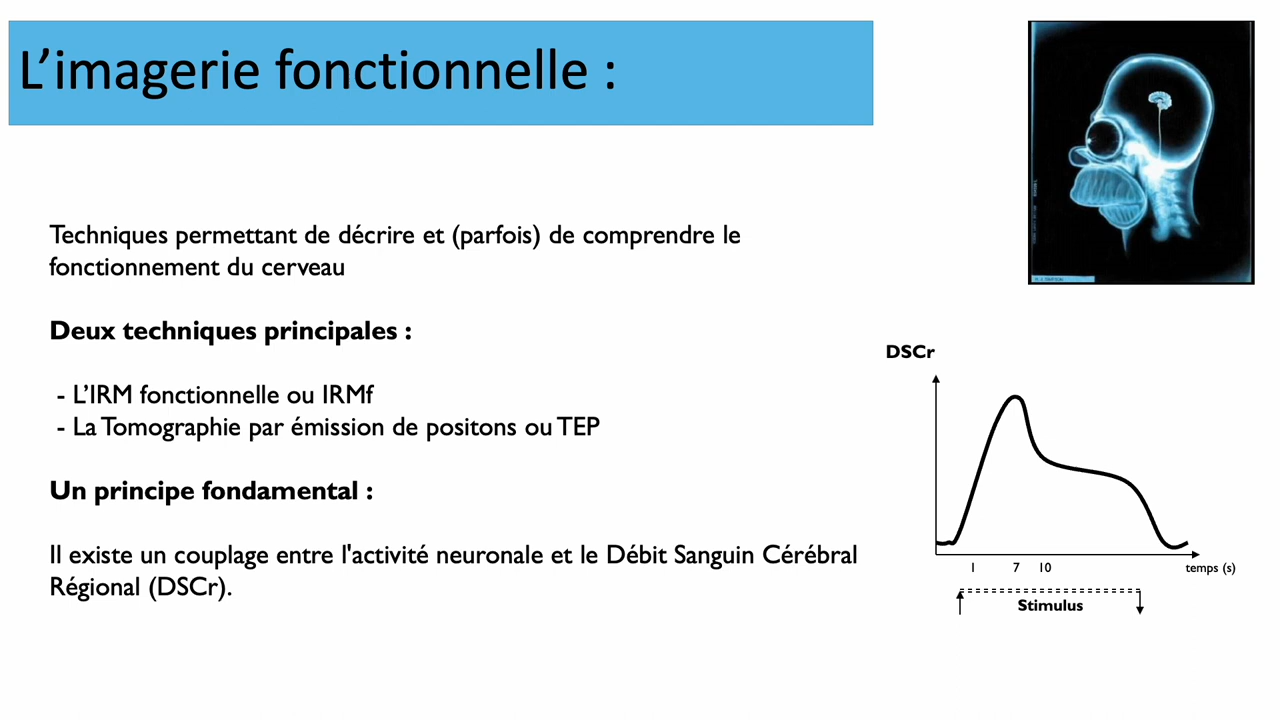 L’imagerie fonctionnelle :
Techniques permettant de décrire et (parfois) de comprendre le
fonctionnement du cerveau
Deux techniques principales :
- L’IRM fonctionnelle ou IRMf
- La Tomographie par émission de positons ou TEP
Un principe fondamental :
Il existe un couplage entre l'activité neuronale et le Débit Sanguin Cérébral
Régional (DSCr).
DSCr
1 7 10 temps (s)
Stimulus